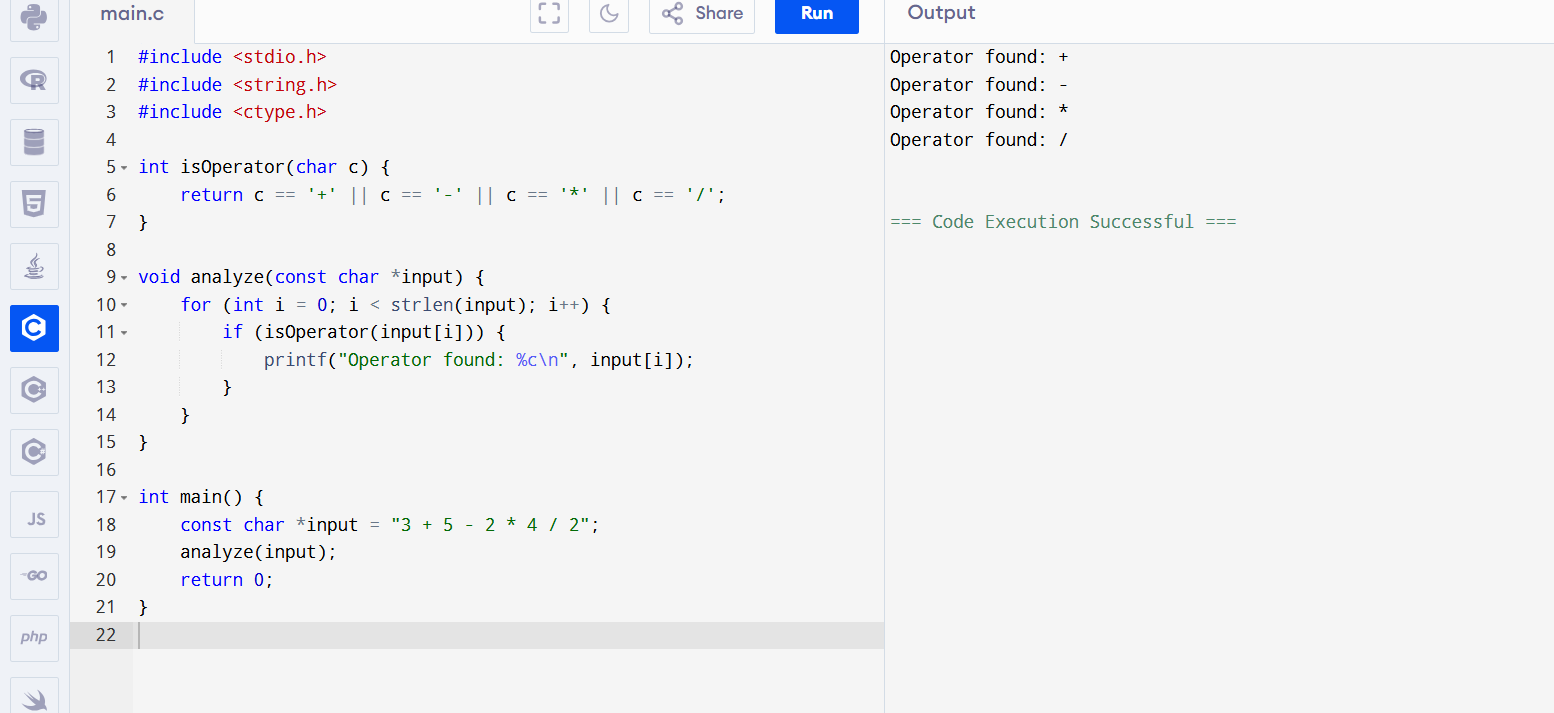 main.c
Share
Run
Output
1 #include <stdio.h>
2 #include <string.h>
3 #include <ctype.h>
4
5 int isOperator(char c) {
6     return c == '+' || c == '-' || c == '*' || c == '/';
7 }
8
9 void analyze(const char *input) {
10     for (int i = 0; i < strlen(input); i++) {
11         if (isOperator(input[i])) {
12             printf("Operator found: %c\n", input[i]);
13         }
14     }
15 }
16
17 int main() {
18     const char *input = "3 + 5 - 2 * 4 / 2";
19     analyze(input);
20     return 0;
21 }
22
Operator found: +
Operator found: -
Operator found: *
Operator found: /
=== Code Execution Successful ===
R
5
C
C
C
JS
GO
php